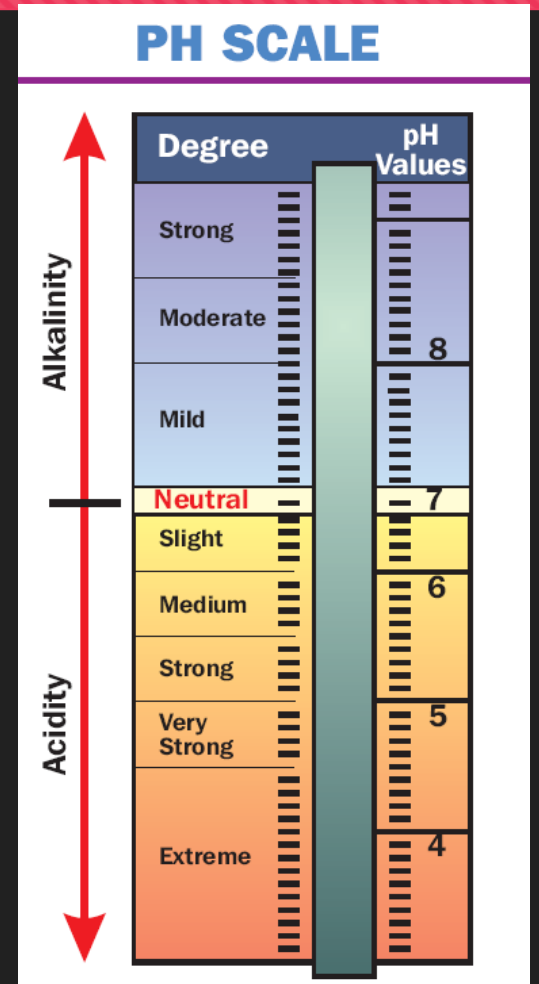 PH SCALE
Degree
pH
Values
Alkalinity
Strong
Moderate
8
Mild
Neutral
7
Slight
6
Medium
Acidity
Strong
5
Very
Strong
4
Extreme